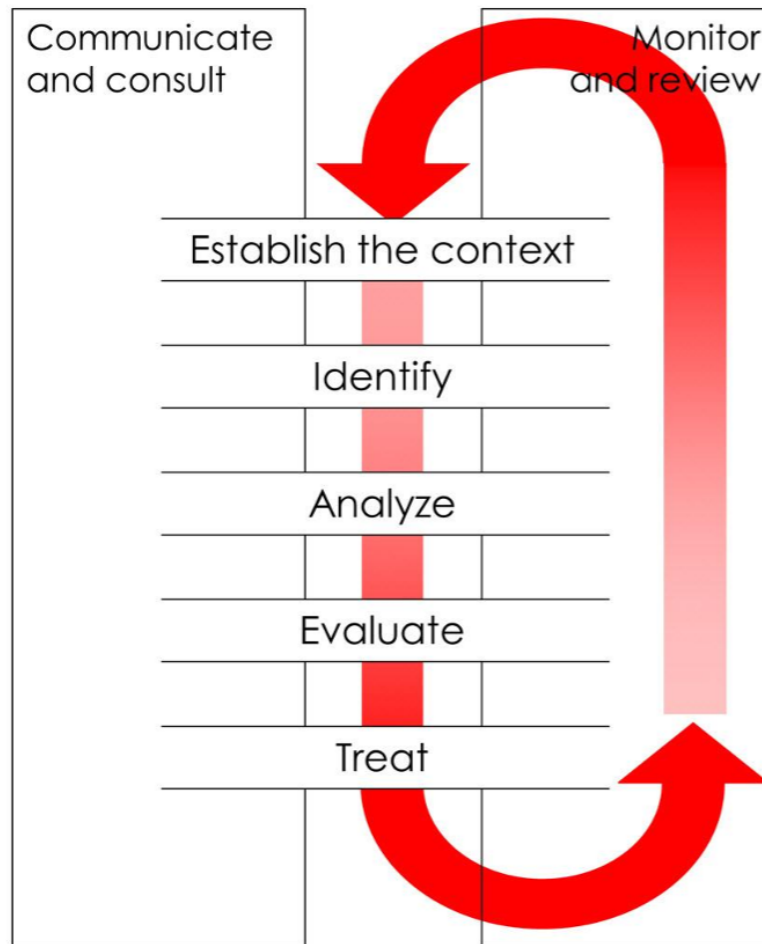 Communicate
and consult
Monitor
and review
Establish the context
Identify
Analyze
Evaluate
Treat